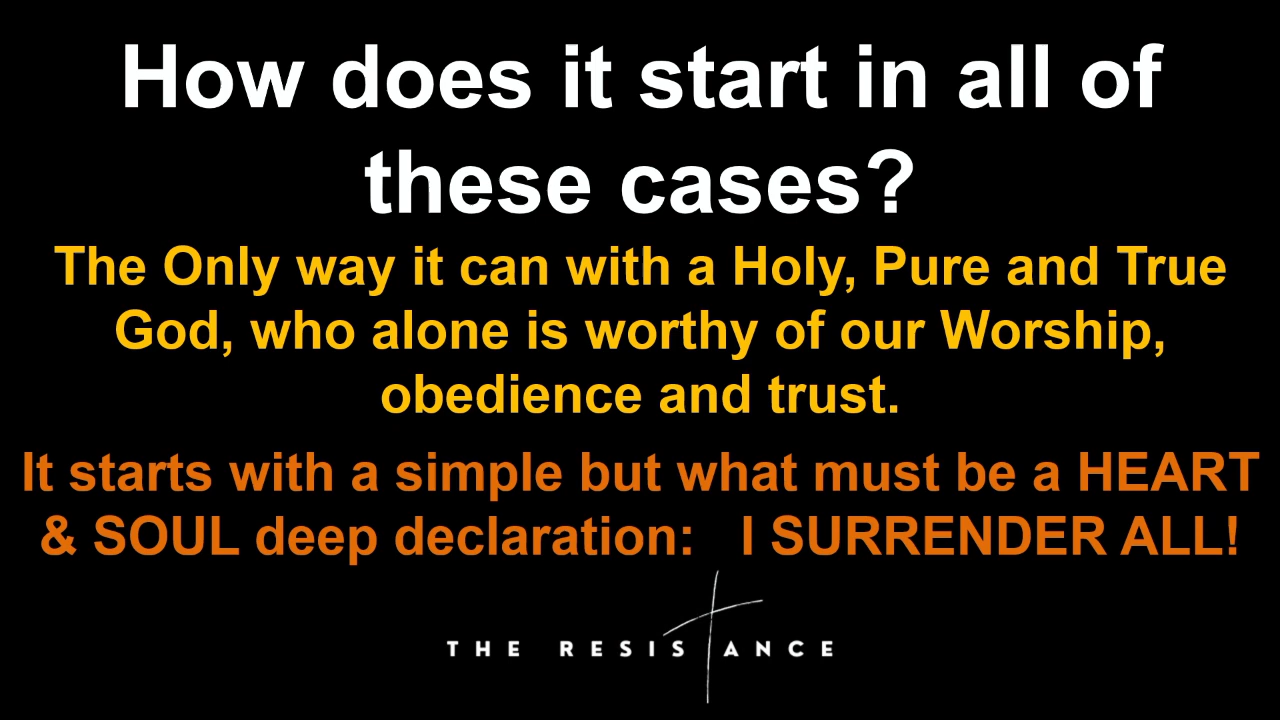 How does it start in all of
these cases?
The Only way it can with a Holy, Pure and True
God, who alone is worthy of our Worship,
obedience and trust.
It starts with a simple but what must be a HEART
& SOUL deep declaration:   I SURRENDER ALL!
THE RESISTANCE